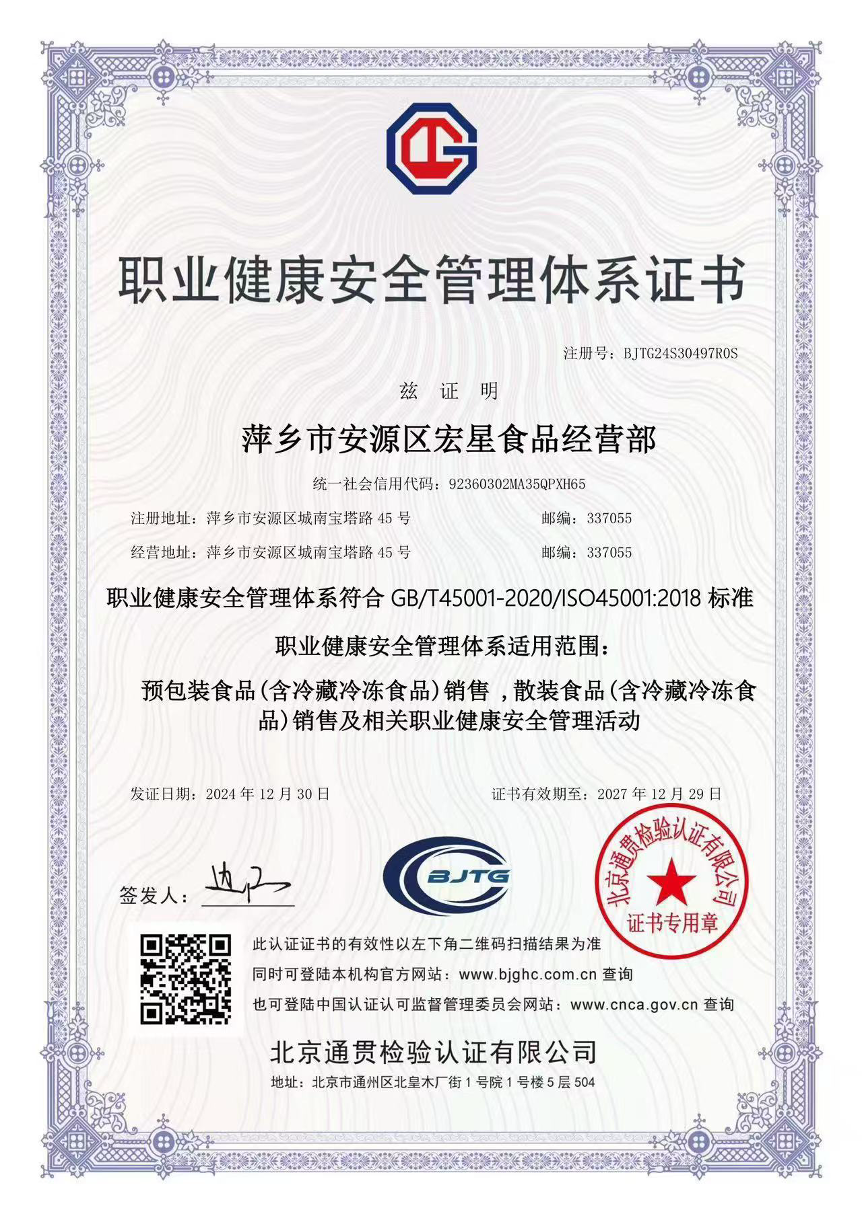 职业健康安全管理体系证书
注册号：BJTG24S30497R0S
兹 证 明
萍乡市安源区宏星食品经营部
统一社会信用代码：92360302MA35QPXH65
注册地址：萍乡市安源区城南宝塔路 45 号 邮编：337055
经营地址：萍乡市安源区城南宝塔路 45 号 邮编：337055
职业健康安全管理体系符合 GB/T45001-2020/ISO45001:2018 标准
职业健康安全管理体系适用范围：
预包装食品(含冷藏冷冻食品)销售 ,散装食品(含冷藏冷冻食
品)销售及相关职业健康安全管理活动
发证日期：2024 年 12 月 30 日 证书有效期至：2027 年 12 月 29 日
北京通贯检验认证有限公司
证书专用章
BJTG
签发人：
此认证证书的有效性以左下角二维码扫描结果为准
同时可登陆本机构官方网站：www.bjghc.com.cn 查询
也可登陆中国认证认可监督管理委员会网站：www.cnca.gov.cn 查询
北京通贯检验认证有限公司
地址：北京市通州区北皇木厂街 1 号院 1 号楼 5 层 504